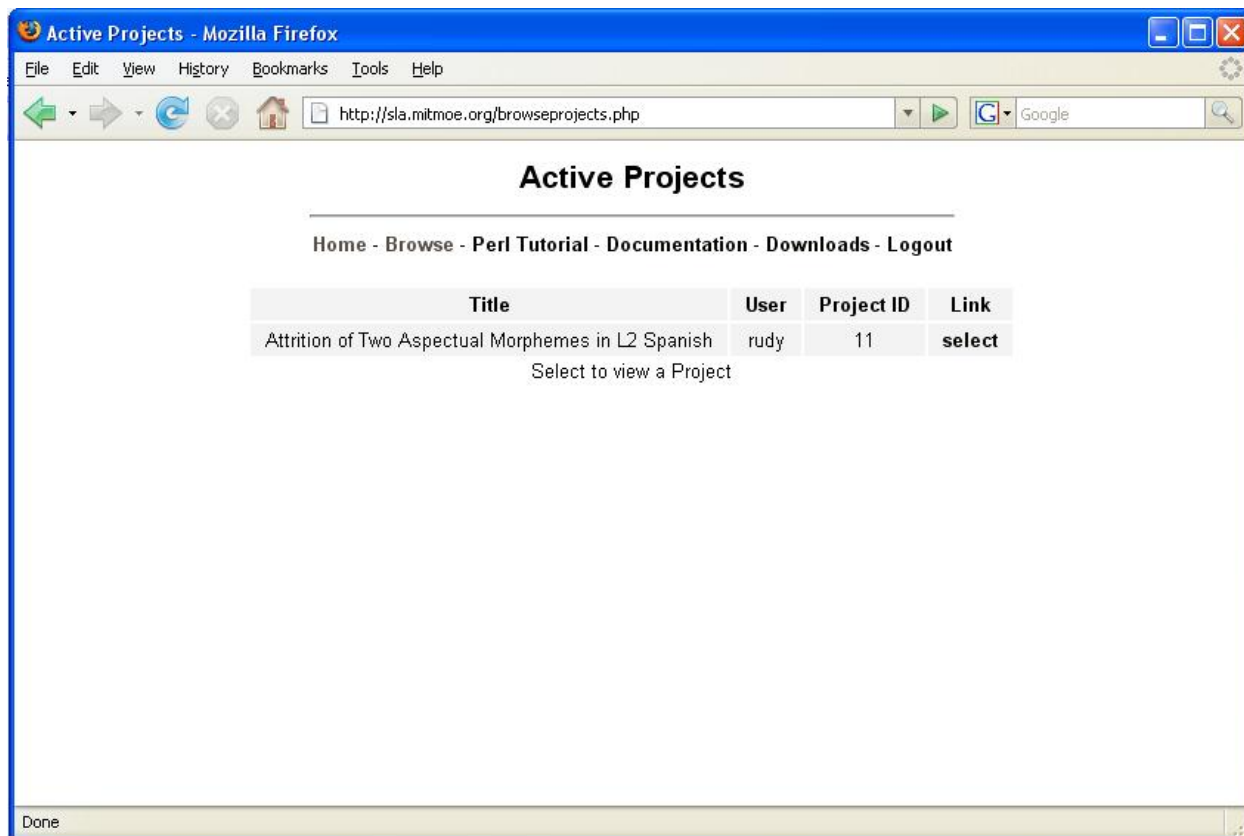 Active Projects - Mozilla Firefox
File Edit View History Bookmarks Tools Help
http://sla.mitmoe.org/browseprojects.php G Google
Active Projects
Home - Browse - Perl Tutorial - Documentation - Downloads - Logout
Title User Project ID Link
Attrition of Two Aspectual Morphemes in L2 Spanish rudy 11 select
Select to view a Project
Done